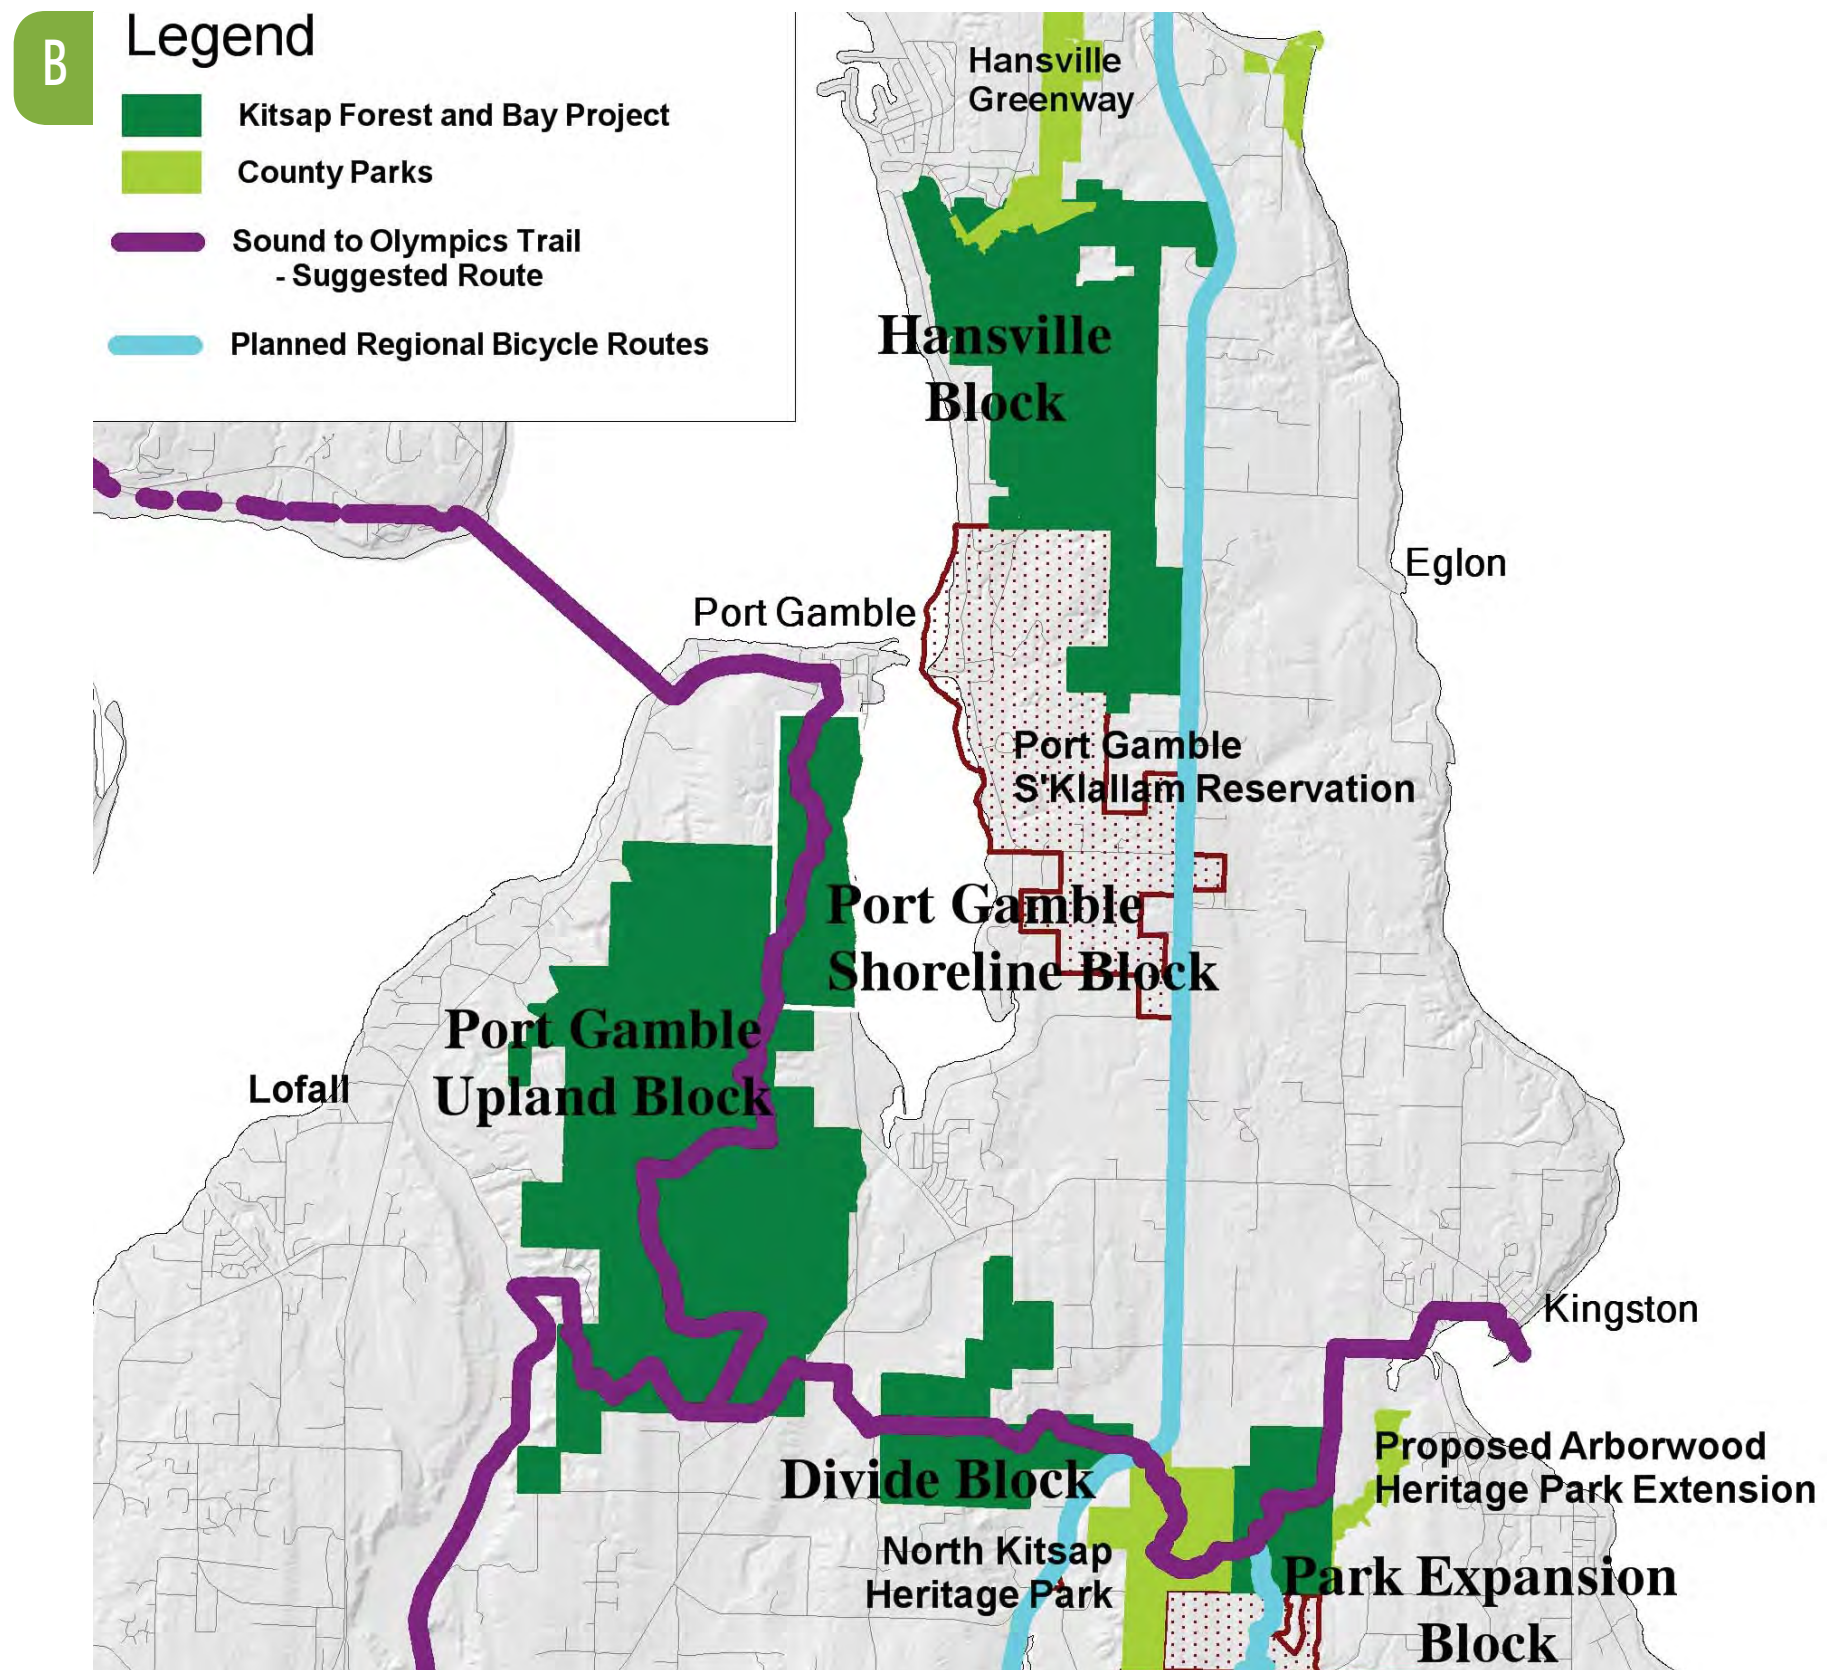 B
Legend
Kitsap Forest and Bay Project
County Parks
Sound to Olympics Trail
- Suggested Route
Planned Regional Bicycle Routes
Hansville
Greenway
Hansville
Block
Eglon
Port Gamble
Port Gamble
S'Klallam Reservation
Port Gamble
Shoreline Block
Port Gamble
Upland Block
Lofall
Kingston
Proposed Arborwood
Heritage Park Extension
Divide Block
North Kitsap
Heritage Park
Park Expansion
Block